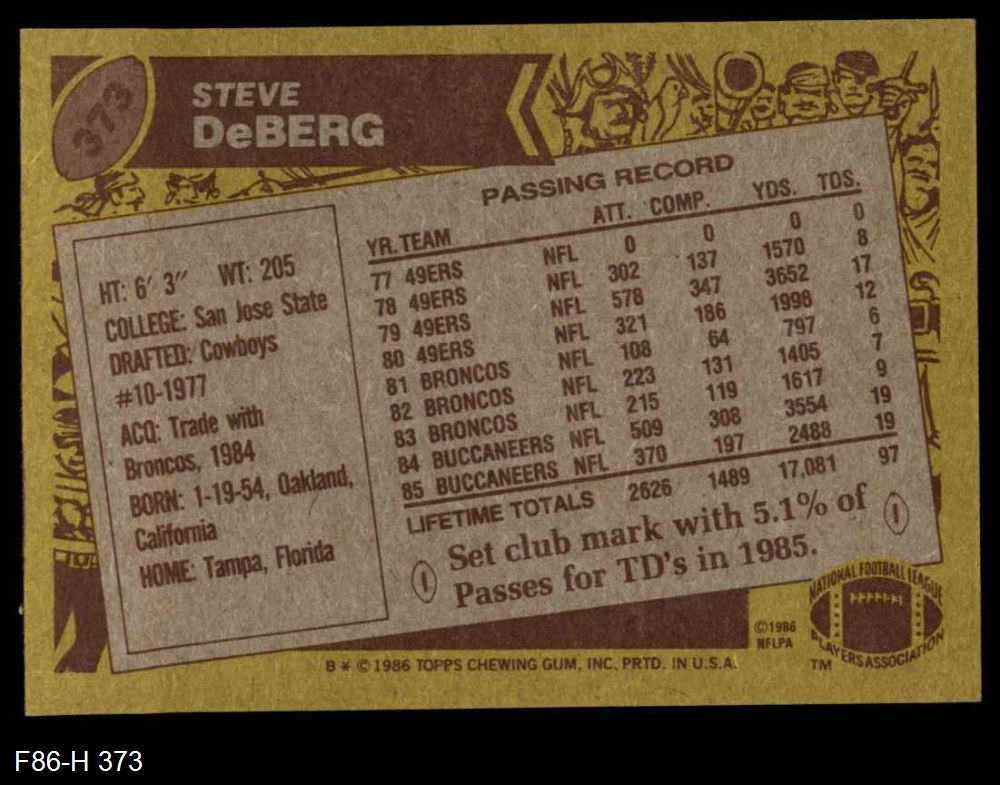 373
STEVE
DeBERG
HT: 6' 3" WT: 205
COLLEGE: San Jose State
DRAFTED: Cowboys
#10-1977
ACQ: Trade with
Broncos, 1984
BORN: 1-19-54, Oakland,
California
HOME: Tampa, Florida
PASSING RECORD
YR. TEAM ATT. COMP. YDS. TDS.
77 49ERS NFL 0 0 0 0
78 49ERS NFL 302 137 1570 8
79 49ERS NFL 578 347 3652 17
80 49ERS NFL 321 186 1998 12
81 BRONCOS NFL 108 64 797 6
82 BRONCOS NFL 223 131 1405 7
83 BRONCOS NFL 215 119 1617 9
84 BUCCANEERS NFL 509 308 3554 19
85 BUCCANEERS NFL 370 197 2488 19
LIFETIME TOTALS 2626 1489 17,081 97
Set club mark with 5.1% of
Passes for TD's in 1985.
NATIONAL FOOTBALL LEAGUE
PLAYERS ASSOCIATION
TM
©1986
NFLPA
B * © 1986 TOPPS CHEWING GUM, INC. PRTD. IN U.S.A.
F86-H 373